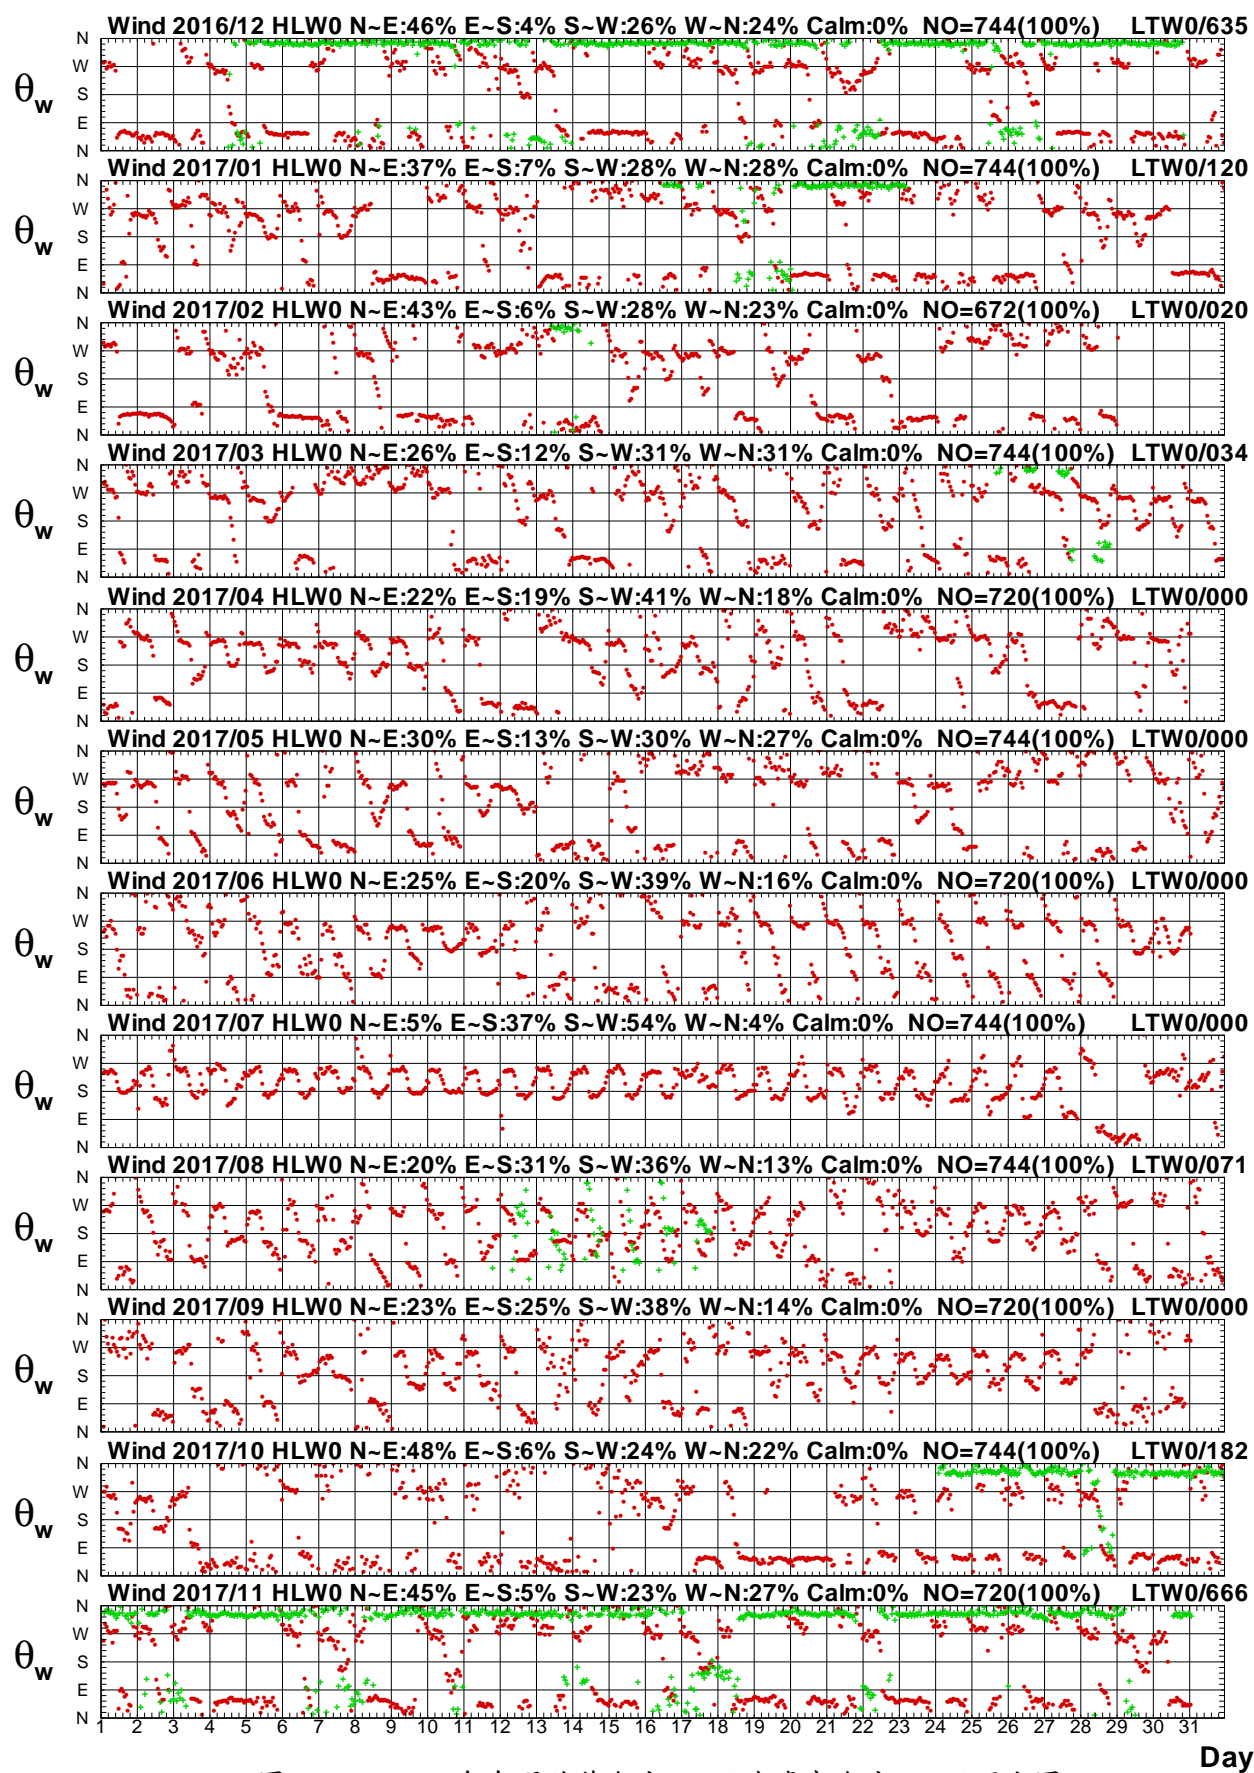 Wind 2016/12 HLW0 N~E:46% E~S:4% S~W:26% W~N:24% Calm:0% NO=744(100%) LTW0/635
N
W
S
E
N
θw
Wind 2017/01 HLW0 N~E:37% E~S:7% S~W:28% W~N:28% Calm:0% NO=744(100%) LTW0/120
N
W
S
E
N
θw
Wind 2017/02 HLW0 N~E:43% E~S:6% S~W:28% W~N:23% Calm:0% NO=672(100%) LTW0/020
N
W
S
E
N
θw
Wind 2017/03 HLW0 N~E:26% E~S:12% S~W:31% W~N:31% Calm:0% NO=744(100%) LTW0/034
N
W
S
E
N
θw
Wind 2017/04 HLW0 N~E:22% E~S:19% S~W:41% W~N:18% Calm:0% NO=720(100%) LTW0/000
N
W
S
E
N
θw
Wind 2017/05 HLW0 N~E:30% E~S:13% S~W:30% W~N:27% Calm:0% NO=744(100%) LTW0/000
N
W
S
E
N
θw
Wind 2017/06 HLW0 N~E:25% E~S:20% S~W:39% W~N:16% Calm:0% NO=720(100%) LTW0/000
N
W
S
E
N
θw
Wind 2017/07 HLW0 N~E:5% E~S:37% S~W:54% W~N:4% Calm:0% NO=744(100%) LTW0/000
N
W
S
E
N
θw
Wind 2017/08 HLW0 N~E:20% E~S:31% S~W:36% W~N:13% Calm:0% NO=744(100%) LTW0/071
N
W
S
E
N
θw
Wind 2017/09 HLW0 N~E:23% E~S:25% S~W:38% W~N:14% Calm:0% NO=720(100%) LTW0/000
N
W
S
E
N
θw
Wind 2017/10 HLW0 N~E:48% E~S:6% S~W:24% W~N:22% Calm:0% NO=744(100%) LTW0/182
N
W
S
E
N
θw
Wind 2017/11 HLW0 N~E:45% E~S:5% S~W:23% W~N:27% Calm:0% NO=720(100%) LTW0/666
N
W
S
E
N
θw
1 2 3 4 5 6 7 8 9 10 11 12 13 14 15 16 17 18 19 20 21 22 23 24 25 26 27 28 29 30 31
Day